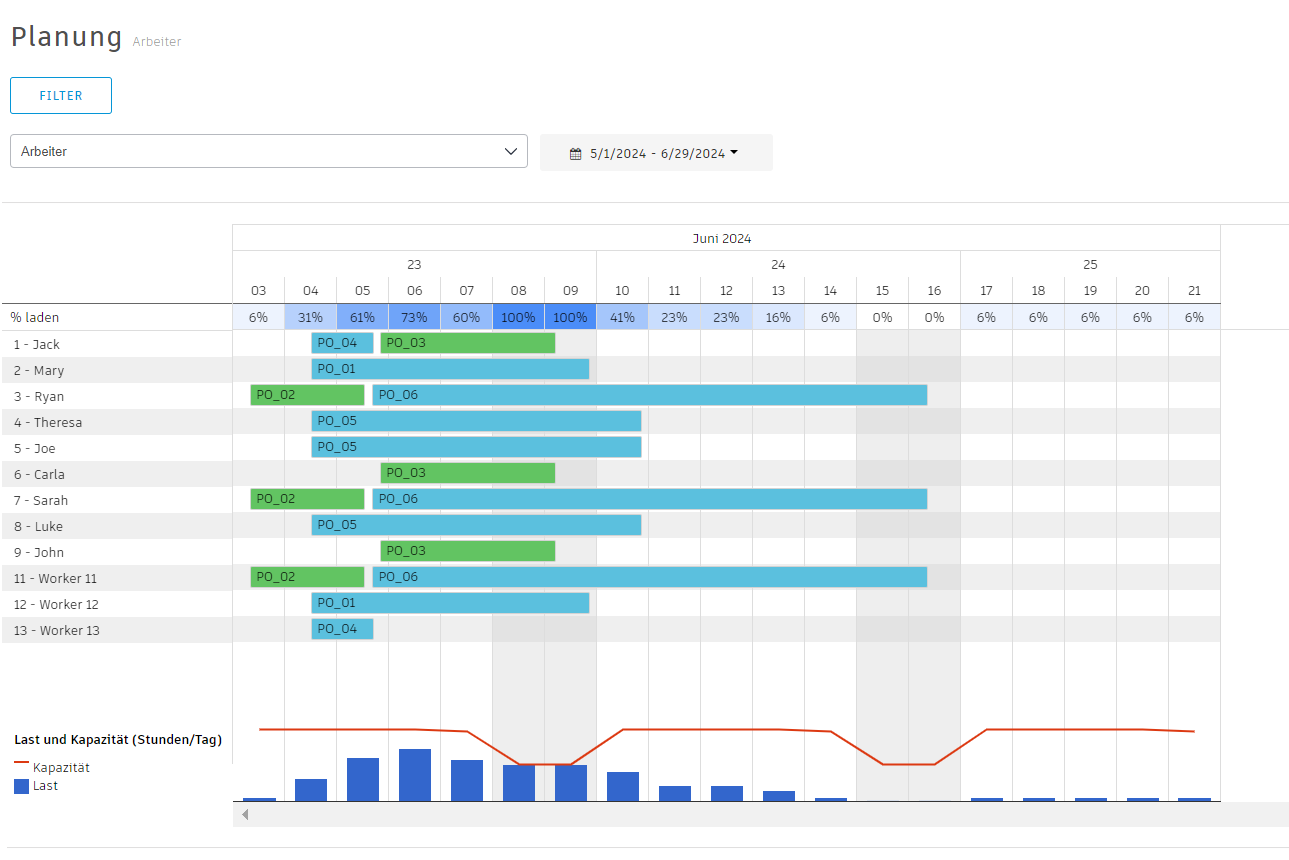 Planung Arbeiter
FILTER
Arbeiter
5/1/2024 - 6/29/2024
Juni 2024
23 24 25
03 04 05 06 07 08 09 10 11 12 13 14 15 16 17 18 19 20 21
% laden 6% 31% 61% 73% 60% 100% 100% 41% 23% 23% 16% 6% 0% 0% 6% 6% 6% 6% 6%
1 - Jack PO_04 PO_03
2 - Mary PO_01
3 - Ryan PO_02 PO_06
4 - Theresa PO_05
5 - Joe PO_05
6 - Carla PO_03
7 - Sarah PO_02 PO_06
8 - Luke PO_05
9 - John PO_03
11 - Worker 11 PO_02 PO_06
12 - Worker 12 PO_01
13 - Worker 13 PO_04
Last und Kapazität (Stunden/Tag)
Kapazität
Last